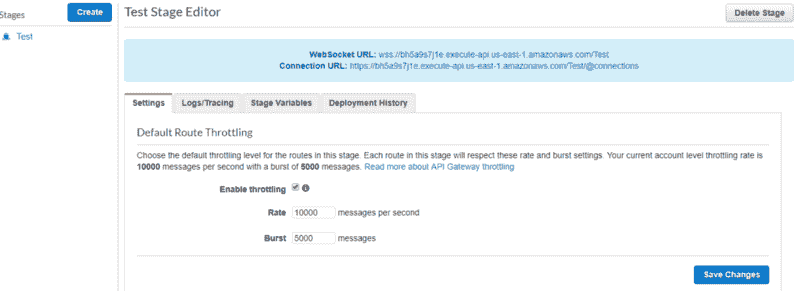 Stages
Create
Test Stage Editor
Delete Stage
Test
WebSocket URL: wss://bh5a9s7j1e.execute-api.us-east-1.amazonaws.com/Test
Connection URL: https://bh5a9s7j1e.execute-api.us-east-1.amazonaws.com/Test/@connections
Settings
Logs/Tracing
Stage Variables
Deployment History
Default Route Throttling
Choose the default throttling level for the routes in this stage. Each route in this stage will respect these rate and burst settings. Your current account level throttling rate is
10000 messages per second with a burst of 5000 messages. Read more about API Gateway throttling
Enable throttling
Rate 10000 messages per second
Burst 5000 messages
Save Changes